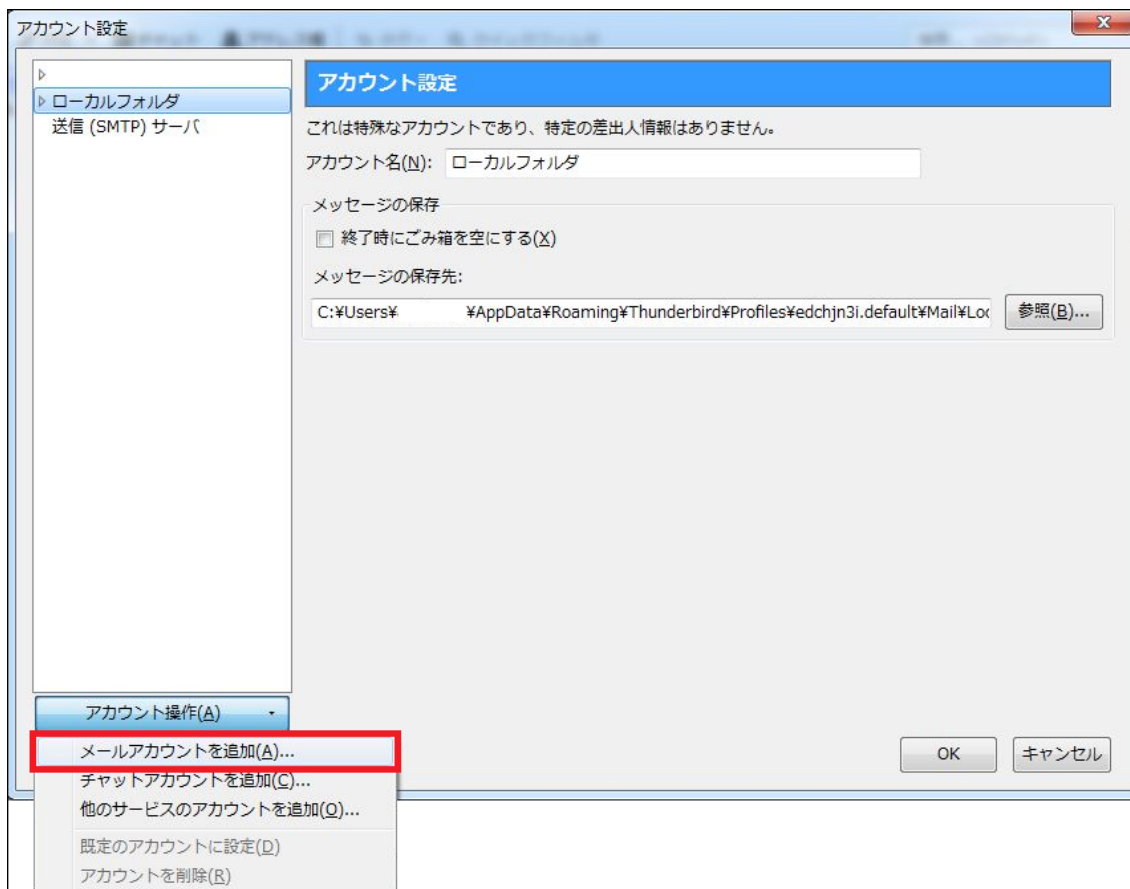 アカウント設定
ローカルフォルダ
送信 (SMTP) サーバ
アカウント設定
これは特殊なアカウントであり、特定の差出人情報はありません。
アカウント名(N): ローカルフォルダ
メッセージの保存
終了時にごみ箱を空にする(X)
メッセージの保存先:
C:¥Users¥ ¥AppData¥Roaming¥Thunderbird¥Profiles¥edchjn3i.default¥Mail¥Loc 参照(B)...
アカウント操作(A)
メールアカウントを追加(A)...
チャットアカウントを追加(C)...
他のサービスのアカウントを追加(O)...
既定のアカウントに設定(D)
アカウントを削除(R)
OK キャンセル